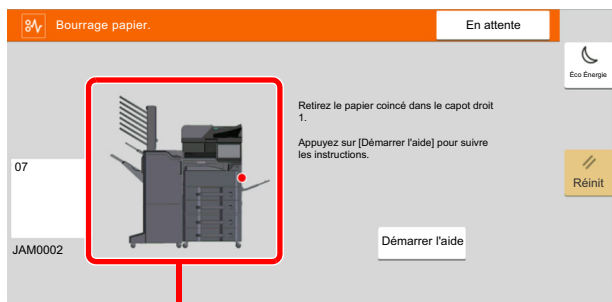 Bourrage papier.
En attente
Éco Énergie
Retirez le papier coincé dans le capot droit
1.
Appuyez sur [Démarrer l'aide] pour suivre
les instructions.
07
Réinit
JAM0002
Démarrer l'aide